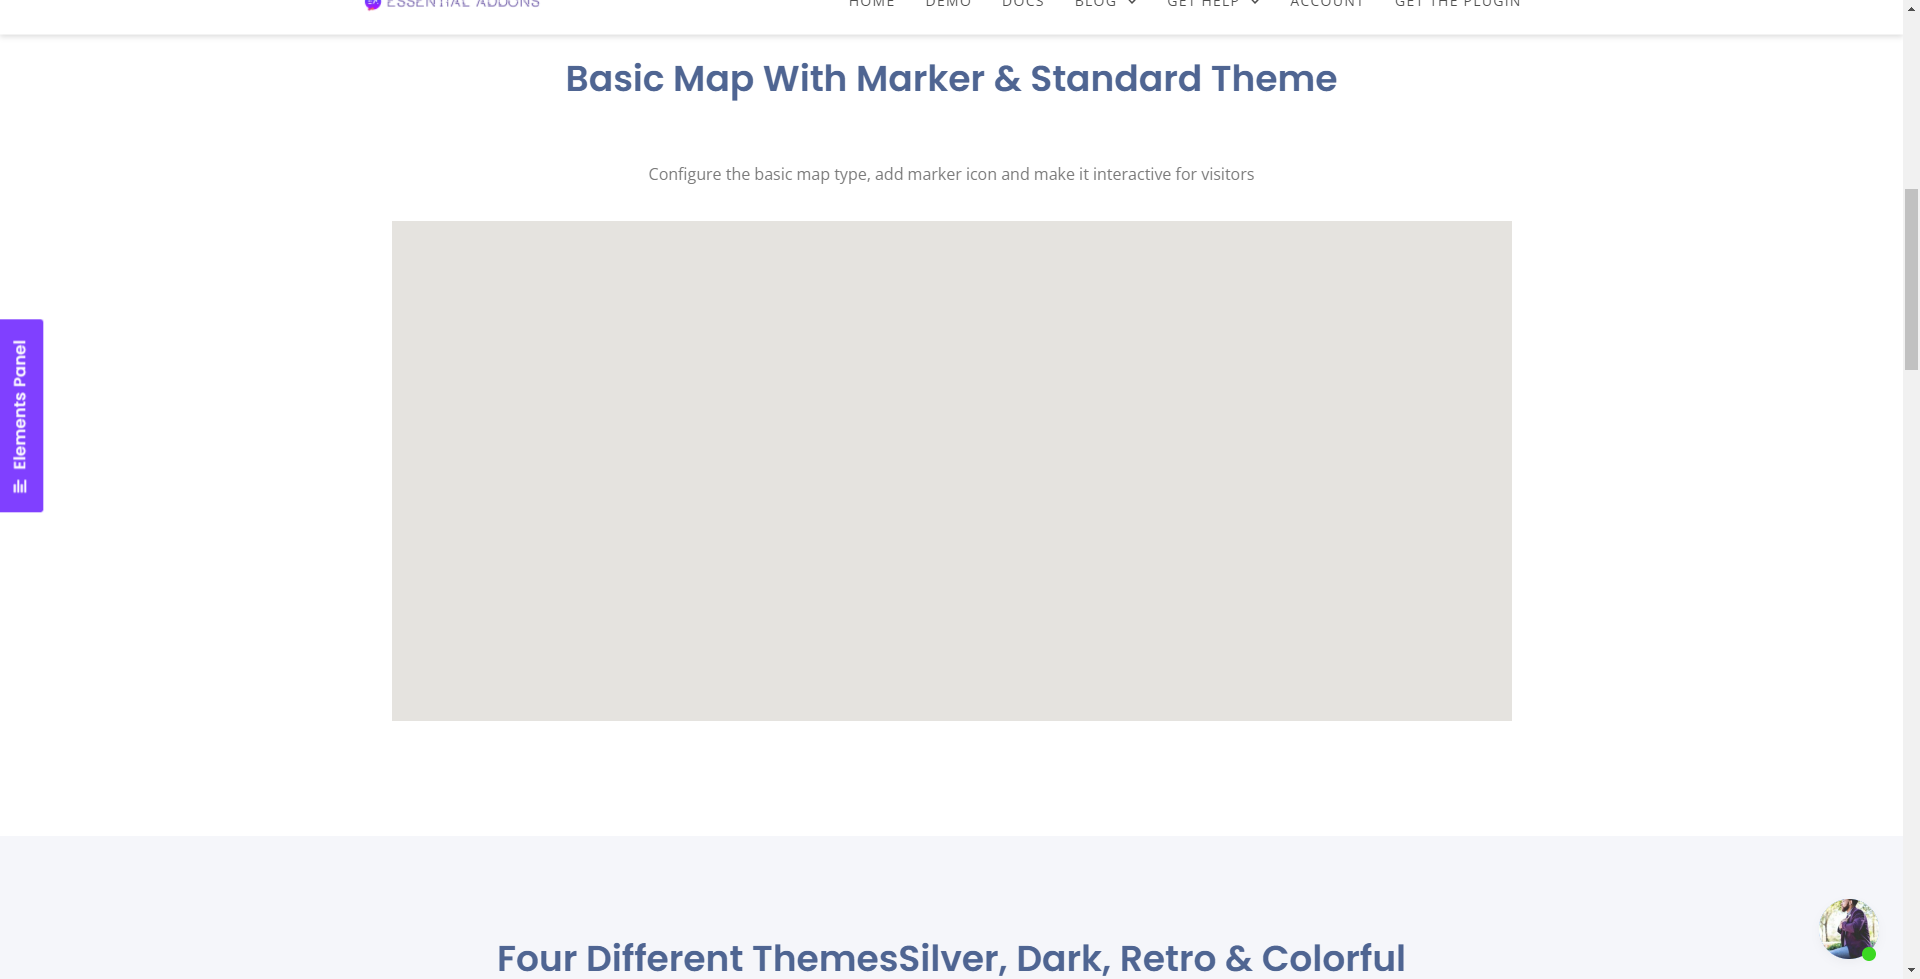 ESSENTIAL ADDONS
HOME DEMO DOCS BLOG GET HELP ACCOUNT GET THE PLUGIN
Basic Map With Marker & Standard Theme
Configure the basic map type, add marker icon and make it interactive for visitors
Elements Panel
Four Different ThemesSilver, Dark, Retro & Colorful